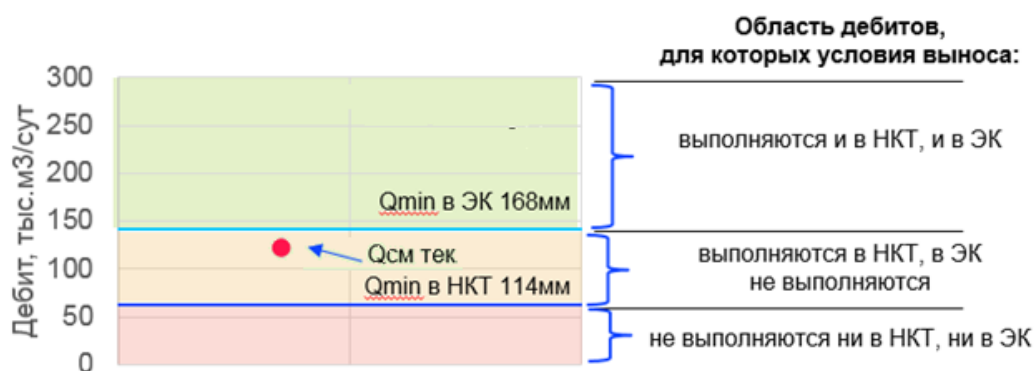 Область дебитов,
для которых условия выноса:
Дебит, тыс.м3/сут
300
250
200
150
100
50
0
Qmin в ЭК 168мм
Qсм тек
Qmin в НКТ 114мм
выполняются и в НКТ, и в ЭК
выполняются в НКТ, в ЭК
не выполняются
не выполняются ни в НКТ, ни в ЭК